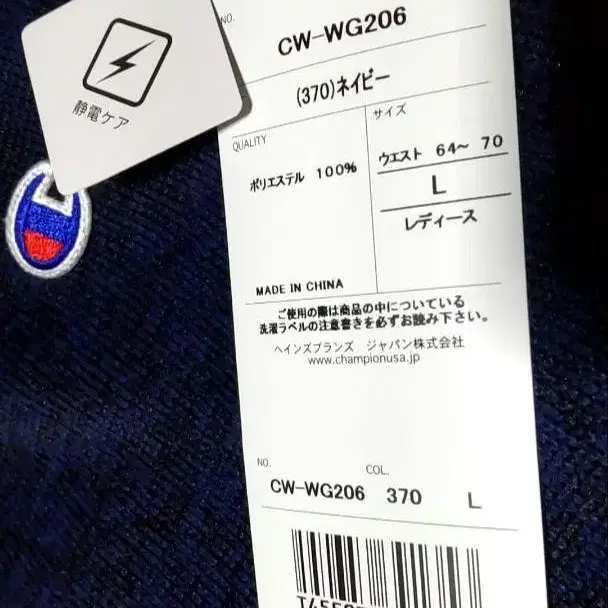 静電ケア
NO.
CW-WG206
(370)ネイビー
QUALITY
サイズ
ポリエステル 100%
ウエスト 64～ 70
L
レディース
MADE IN CHINA
ご使用の際は商品の中についている
洗濯ラベルの注意書きを必ずお読み下さい。
ヘインズブランズ ジャパン株式会社
www.championusa.jp
NO.
COL.
CW-WG206 370 L